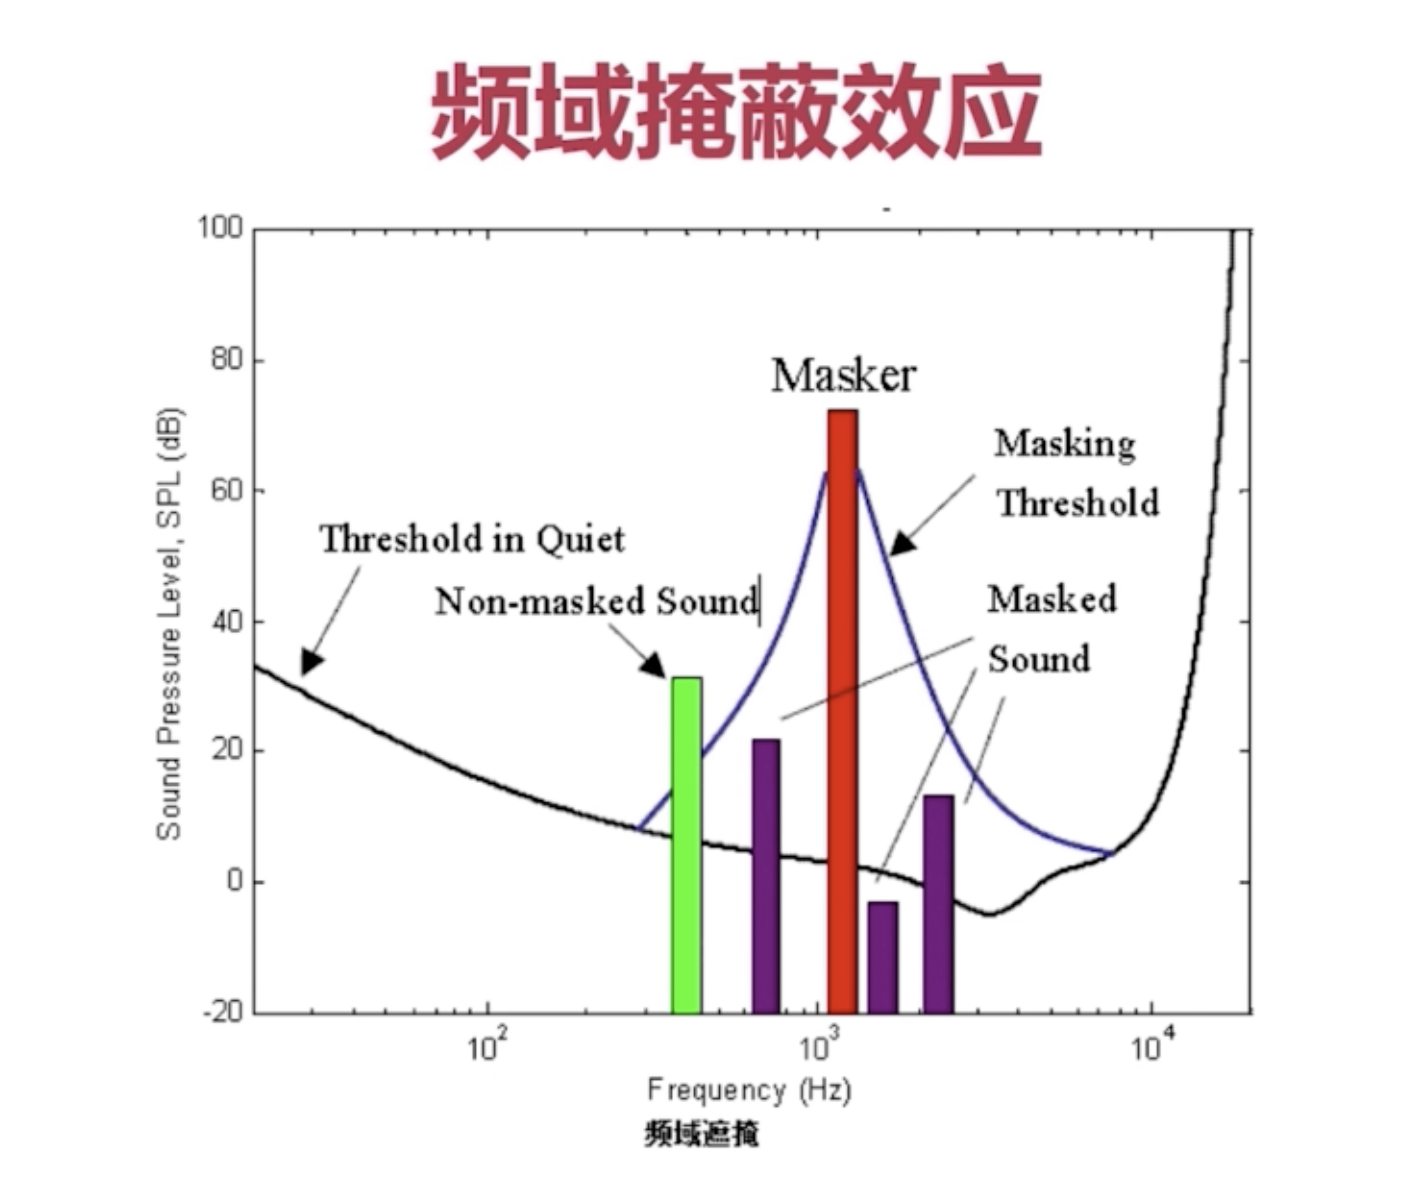 频域掩蔽效应
100
80
60
40
20
0
-20
Sound Pressure Level, SPL (dB)
Masker
Masking
Threshold
Threshold in Quiet
Non-masked Sound
Masked
Sound
10²
10³
10⁴
Frequency (Hz)
频域遮掩